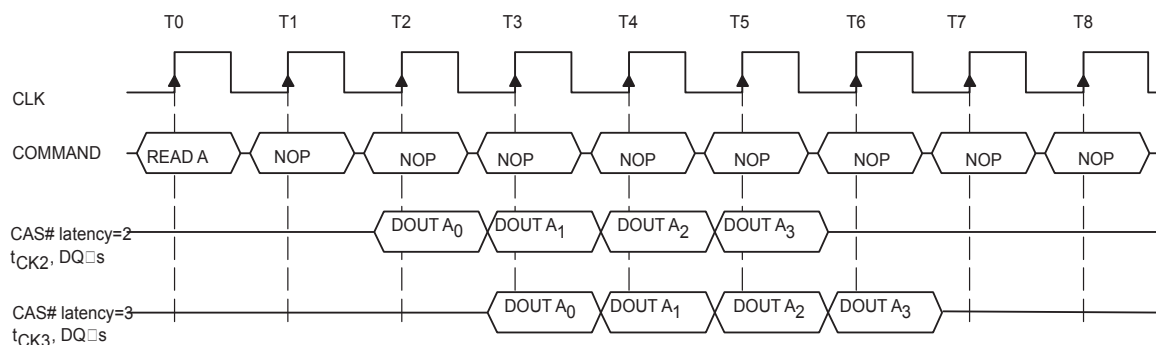 T0 T1 T2 T3 T4 T5 T6 T7 T8
CLK
COMMAND READ A NOP NOP NOP NOP NOP NOP NOP NOP
CAS# latency=2 DOUT A0 DOUT A1 DOUT A2 DOUT A3
tCK2, DQ□s
CAS# latency=3 DOUT A0 DOUT A1 DOUT A2 DOUT A3
tCK3, DQ□s